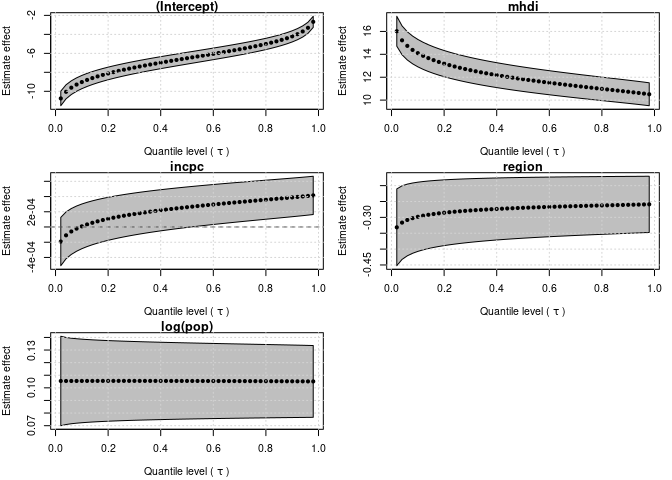 (Intercept)
Estimate effect
-10 -6 -2
0.0 0.2 0.4 0.6 0.8 1.0
Quantile level ( τ )
mhdi
Estimate effect
10 12 14 16
0.0 0.2 0.4 0.6 0.8 1.0
Quantile level ( τ )
incpc
Estimate effect
-4e-04 2e-04
0.0 0.2 0.4 0.6 0.8 1.0
Quantile level ( τ )
region
Estimate effect
-0.45 -0.30
0.0 0.2 0.4 0.6 0.8 1.0
Quantile level ( τ )
log(pop)
Estimate effect
0.07 0.10 0.13
0.0 0.2 0.4 0.6 0.8 1.0
Quantile level ( τ )